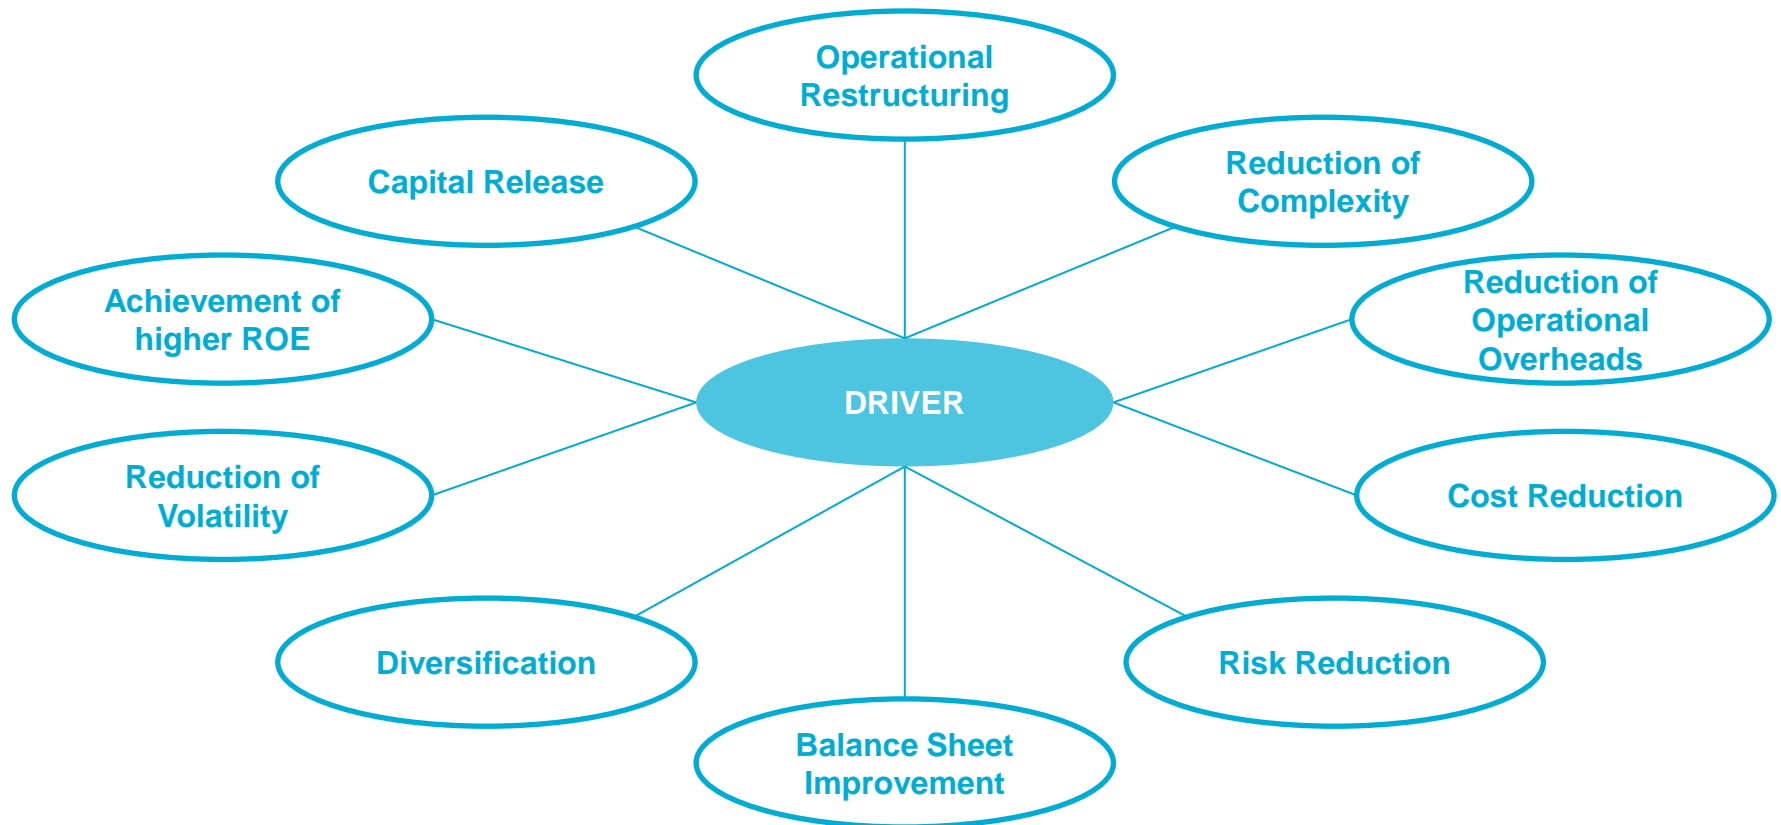 Operational
Restructuring
Capital Release
Reduction of
Complexity
Achievement of
higher ROE
Reduction of
Operational
Overheads
DRIVER
Reduction of
Volatility
Cost Reduction
Diversification
Risk Reduction
Balance Sheet
Improvement